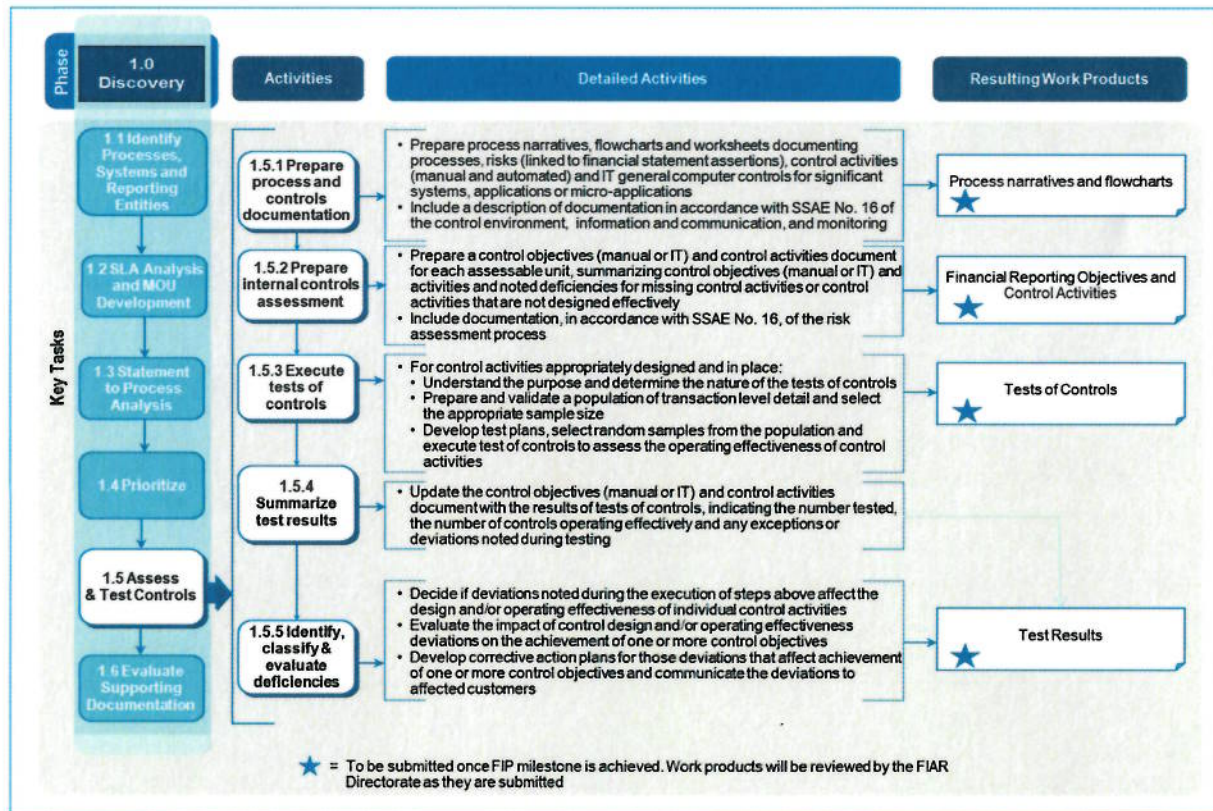 Phase
1.0
Discovery
Activities
Detailed Activities
Resulting Work Products
Key Tasks
1.1 Identify
Processes,
Systems and
Reporting
Entities
1.2 SLA Analysis
and MOU
Development
1.3 Statement
to Process
Analysis
1.4 Prioritize
1.5 Assess
& Test Controls
1.6 Evaluate
Supporting
Documentation
1.5.1 Prepare
process and
controls
documentation
• Prepare process narratives, flowcharts and worksheets documenting
processes, risks (linked to financial statement assertions), control activities
(manual and automated) and IT general computer controls for significant
systems, applications or micro-applications
• Include a description of documentation in accordance with SSAE No. 16 of
the control environment, information and communication, and monitoring
Process narratives and flowcharts
1.5.2 Prepare
internal controls
assessment
• Prepare a control objectives (manual or IT) and control activities document
for each assessable unit, summarizing control objectives (manual or IT) and
activities and noted deficiencies for missing control activities or control
activities that are not designed effectively
• Include documentation, in accordance with SSAE No. 16, of the risk
assessment process
Financial Reporting Objectives and
Control Activities
1.5.3 Execute
tests of
controls
• For control activities appropriately designed and in place:
• Understand the purpose and determine the nature of the tests of controls
• Prepare and validate a population of transaction level detail and select
the appropriate sample size
• Develop test plans, select random samples from the population and
execute test of controls to assess the operating effectiveness of control
activities
Tests of Controls
1.5.4
Summarize
test results
• Update the control objectives (manual or IT) and control activities
document with the results of tests of controls, indicating the number tested,
the number of controls operating effectively and any exceptions or
deviations noted during testing
1.5.5 Identify,
classify &
evaluate
deficiencies
• Decide if deviations noted during the execution of steps above affect the
design and/or operating effectiveness of individual control activities
• Evaluate the impact of control design and/or operating effectiveness
deviations on the achievement of one or more control objectives
• Develop corrective action plans for those deviations that affect achievement
of one or more control objectives and communicate the deviations to
affected customers
Test Results
= To be submitted once FIP milestone is achieved. Work products will be reviewed by the FIAR
Directorate as they are submitted